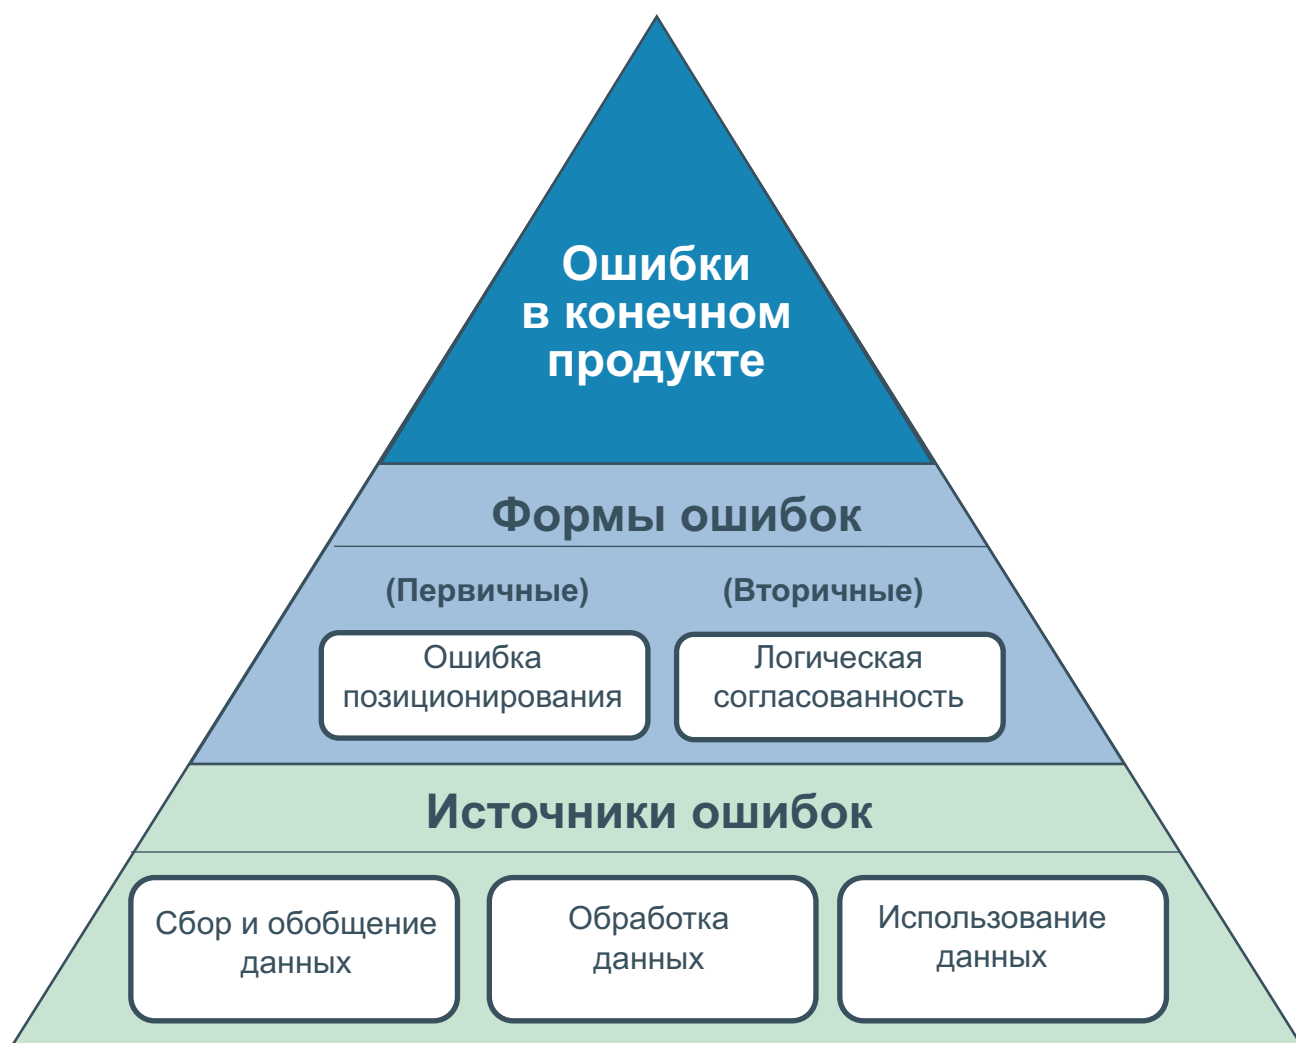 Ошибки
в конечном
продукте
Формы ошибок
(Первичные)
(Вторичные)
Ошибка
позиционирования
Логическая
согласованность
Источники ошибок
Сбор и обобщение
данных
Обработка
данных
Использование
данных